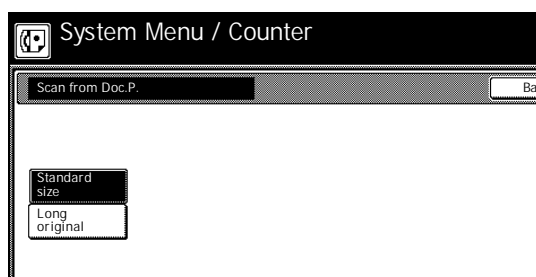 System Menu / Counter
Scan from Doc.P.
Standard
size
Long
original